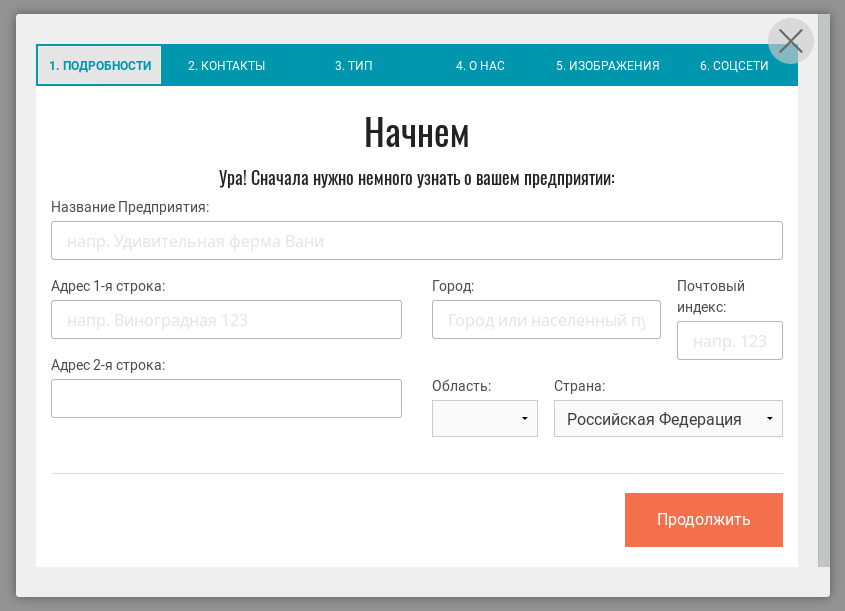 1. ПОДРОБНОСТИ 2. КОНТАКТЫ 3. ТИП 4. О НАС 5. ИЗОБРАЖЕНИЯ 6. СОЦСЕТИ
Начнем
Ура! Сначала нужно немного узнать о вашем предприятии:
Название Предприятия:
напр. Удивительная ферма Вани
Адрес 1-я строка:
напр. Виноградная 123
Город:
Город или населенный
Почтовый
индекс:
напр. 123
Адрес 2-я строка:
Область:
Страна:
Российская Федерация
Продолжить